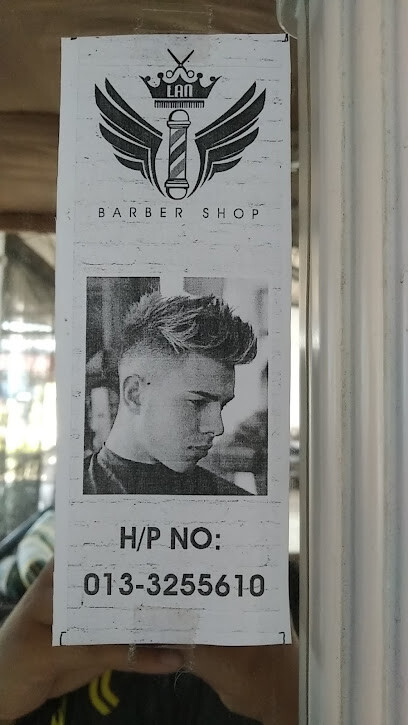 LAN
BARBER SHOP
H/P NO:
013-3255610